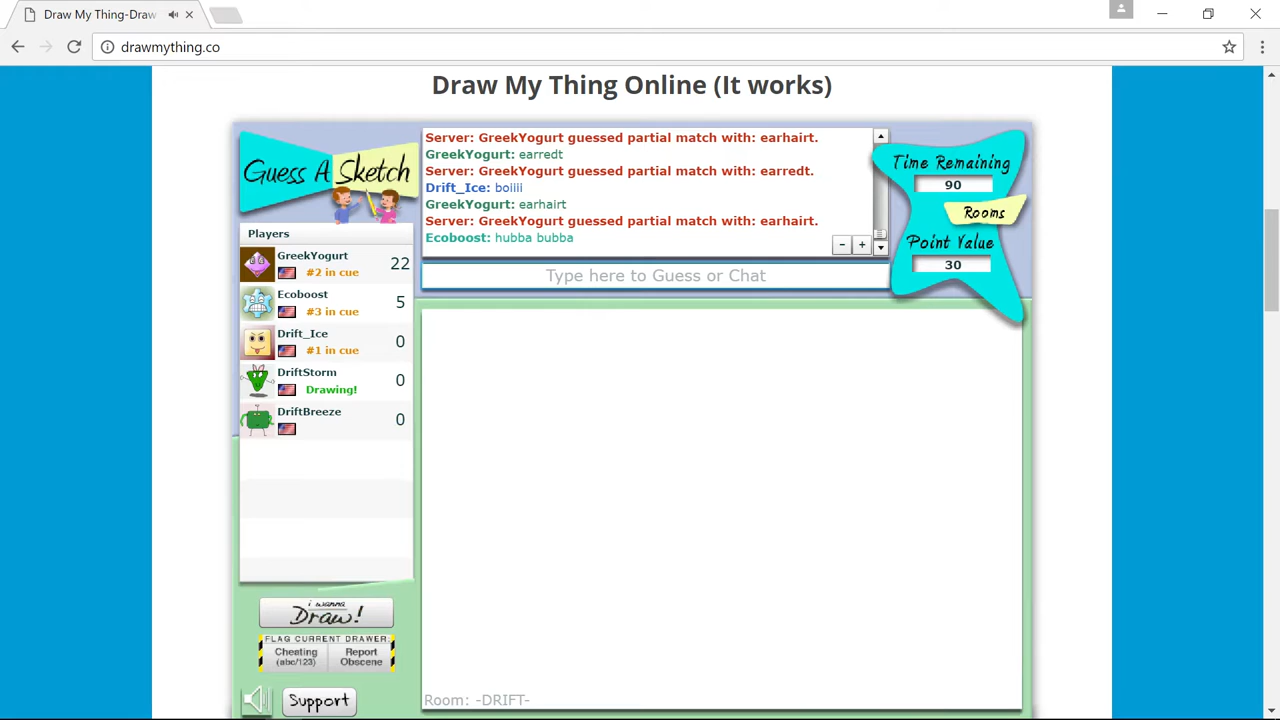 Draw My Thing-Draw
drawmything.co
Draw My Thing Online (It works)
Guess A Sketch
Server: GreekYogurt guessed partial match with: earhairt.
GreekYogurt: earredt
Server: GreekYogurt guessed partial match with: earredt.
Drift_Ice: boiiii
GreekYogurt: earhairt
Server: GreekYogurt guessed partial match with: earhairt.
Ecoboost: hubba bubba
- +
Type here to Guess or Chat
Time Remaining
90
Rooms
Point Value
30
Players
GreekYogurt 22
#2 in cue
Ecoboost 5
#3 in cue
Drift_Ice 0
#1 in cue
DriftStorm 0
Drawing!
DriftBreeze 0
i wanna
Draw!
FLAG CURRENT DRAWER:
Cheating (abc/123)
Report Obscene
Support
Room: -DRIFT-